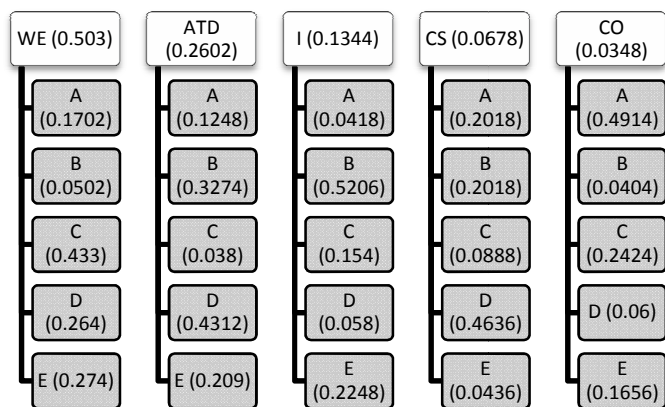 WE (0.503)
A
(0.1702)
B
(0.0502)
C
(0.433)
D
(0.264)
E (0.274)
ATD
(0.2602)
A
(0.1248)
B
(0.3274)
C
(0.038)
D
(0.4312)
E (0.209)
I (0.1344)
A
(0.0418)
B
(0.5206)
C
(0.154)
D
(0.058)
E
(0.2248)
CS (0.0678)
A
(0.2018)
B
(0.2018)
C
(0.0888)
D
(0.4636)
E
(0.0436)
CO
(0.0348)
A
(0.4914)
B
(0.0404)
C
(0.2424)
D (0.06)
E
(0.1656)